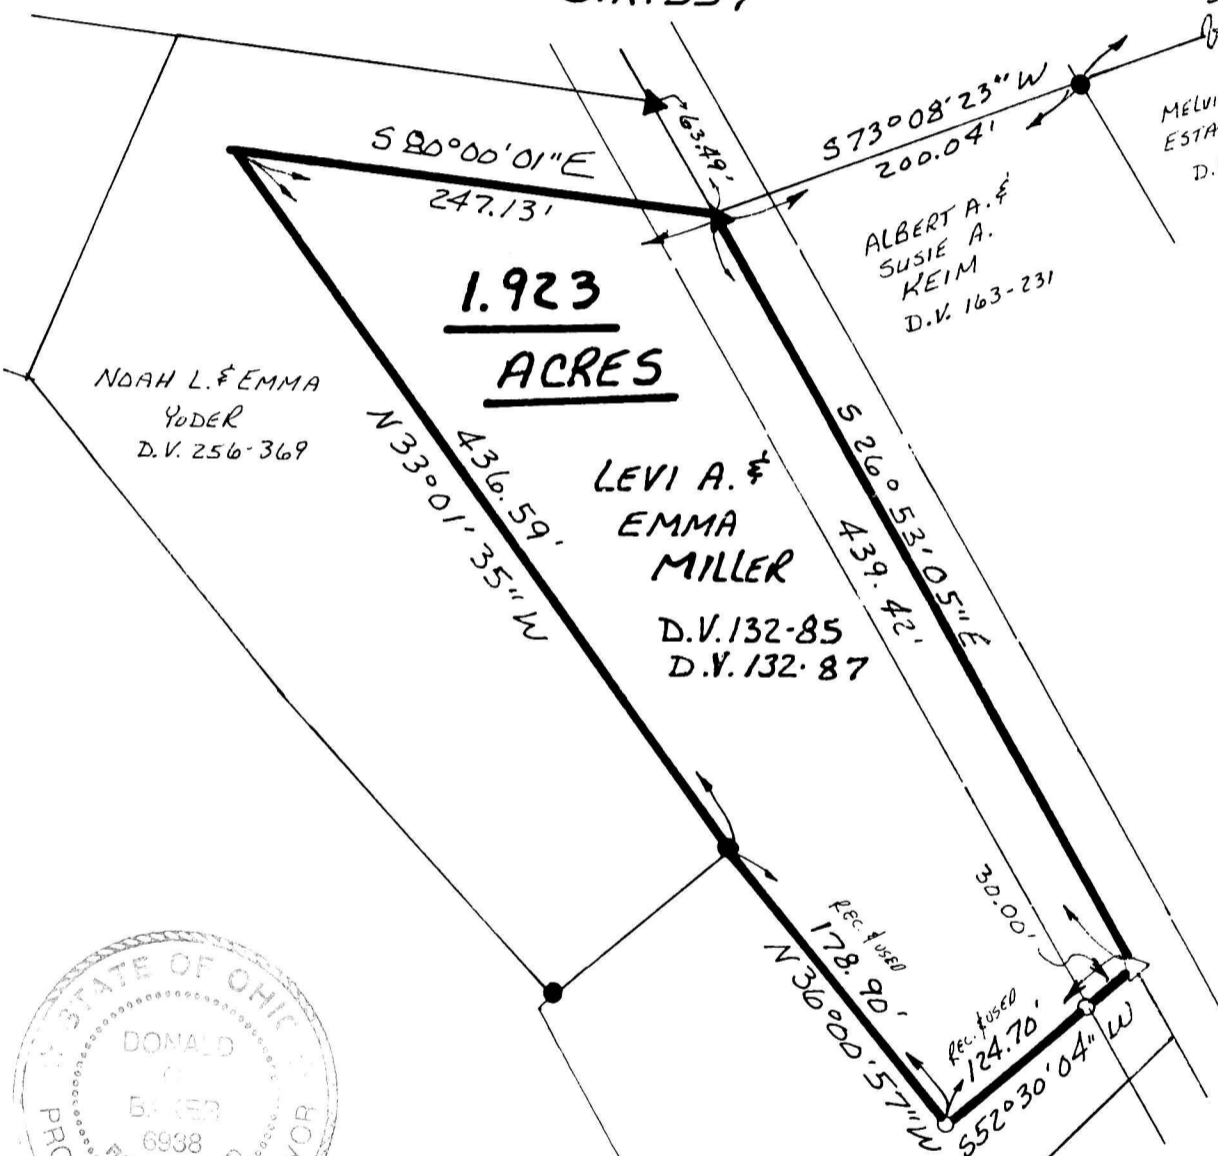 S 73°08'23" W
200.04'
63.49'
S 80°00'01" E
247.13'
MELVI
ESTA
D.
ALBERT A. &
SUSIE A.
KEIM
D.V. 163-231
1.923
ACRES
NOAH L. & EMMA
YODER
D.V. 256-369
N 33°01'35" W
436.59'
LEVI A. &
EMMA
MILLER
D.V. 132-85
D.V. 132-87
S 26°53'05" E
439.42'
30.00'
REC. & USED
178.90'
N 36°00'57" W
REC. & USED
124.70'
S 52°30'04" W
STATE OF OHIO
DONALD
BAKER
6938